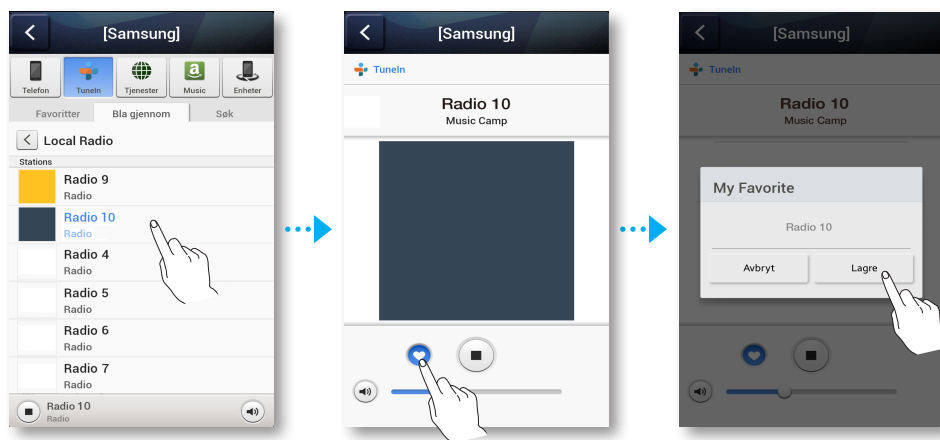 [Samsung]
Telefon TuneIn Tjenester Music Enheter
Favoritter Bla gjennom Søk
Local Radio
Stations
Radio 9
Radio
Radio 10
Radio
Radio 4
Radio
Radio 5
Radio
Radio 6
Radio
Radio 7
Radio
Radio 10
Radio
[Samsung]
TuneIn
Radio 10
Music Camp
[Samsung]
TuneIn
Radio 10
Music Camp
My Favorite
Radio 10
Avbryt Lagre